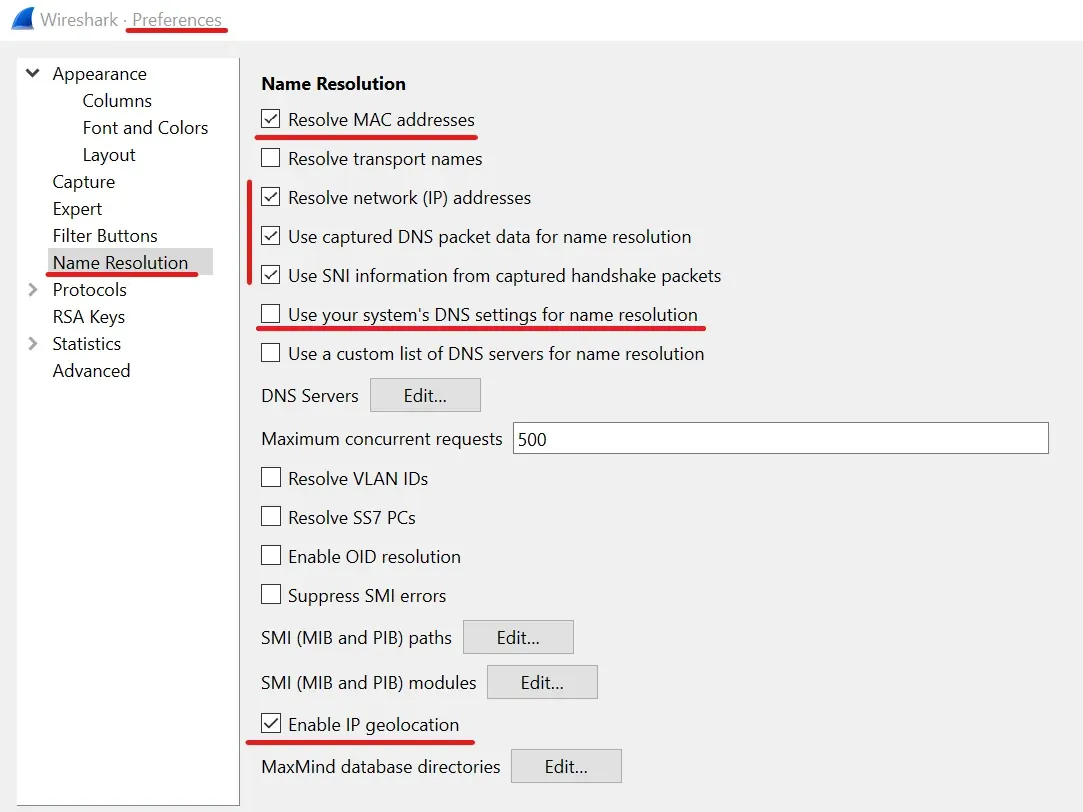 Wireshark · Preferences
Appearance
Columns
Font and Colors
Layout
Capture
Expert
Filter Buttons
Name Resolution
Protocols
RSA Keys
Statistics
Advanced
Name Resolution
Resolve MAC addresses
Resolve transport names
Resolve network (IP) addresses
Use captured DNS packet data for name resolution
Use SNI information from captured handshake packets
Use your system's DNS settings for name resolution
Use a custom list of DNS servers for name resolution
DNS Servers Edit...
Maximum concurrent requests 500
Resolve VLAN IDs
Resolve SS7 PCs
Enable OID resolution
Suppress SMI errors
SMI (MIB and PIB) paths Edit...
SMI (MIB and PIB) modules Edit...
Enable IP geolocation
MaxMind database directories Edit...